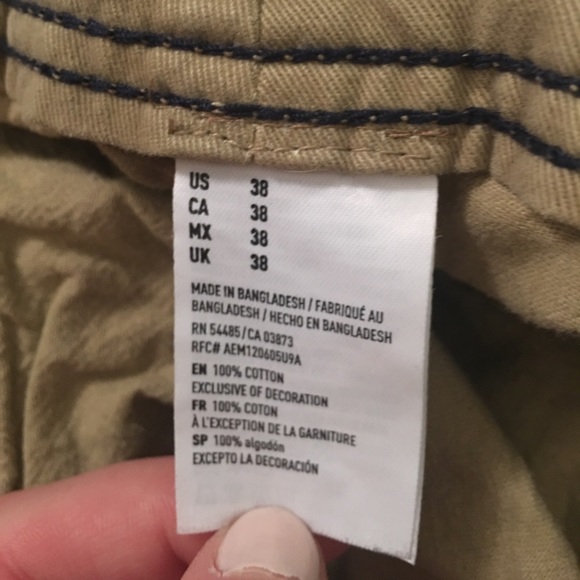 US 38
CA 38
MX 38
UK 38
MADE IN BANGLADESH / FABRIQUÉ AU
BANGLADESH / HECHO EN BANGLADESH
RN 54485/CA 03873
RFC# AEM120605U9A
EN 100% COTTON
EXCLUSIVE OF DECORATION
FR 100% COTON
À L'EXCEPTION DE LA GARNITURE
SP 100% algodón
EXCEPTO LA DECORACIÓN